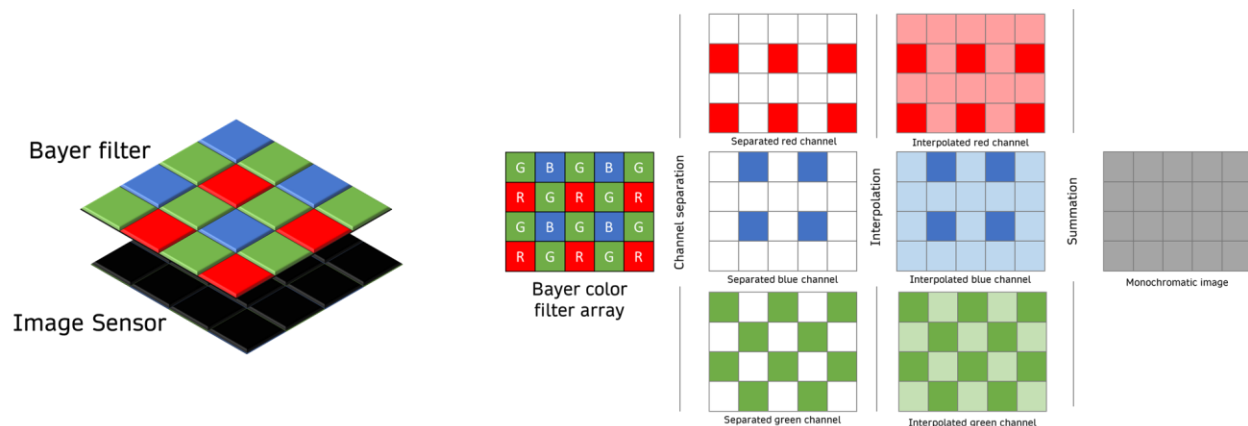 Bayer filter
Image Sensor
G B G B G
R G R G R
G B G B G
R G R G R
Bayer color
filter array
Channel separation
Separated red channel
Separated blue channel
Separated green channel
Interpolation
Interpolated red channel
Interpolated blue channel
Interpolated green channel
Summation
Monochromatic image